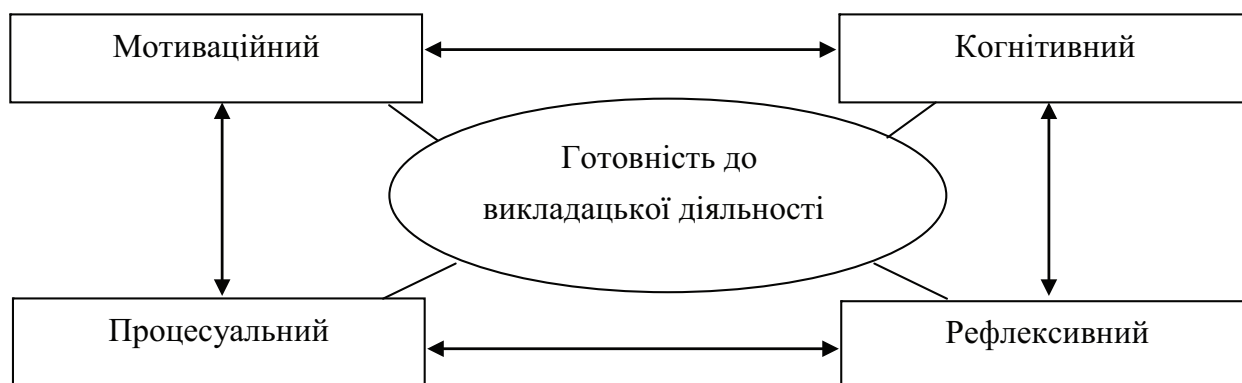 Мотиваційний
Когнітивний
Готовність до
викладацької діяльності
Процесуальний
Рефлексивний